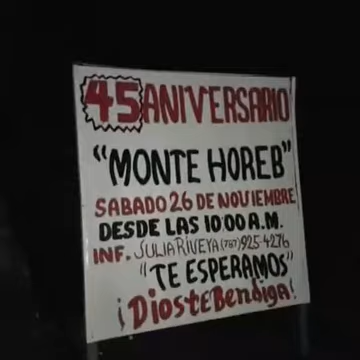 45 ANIVERSARIO
"MONTE HOREB"
SABADO 26 DE NOVIEMBRE
DESDE LAS 10:00 A.M.
INF. JULIA RIVERA (787) 925-4276
"TE ESPERAMOS"
¡DIOS TE BENDIGA!